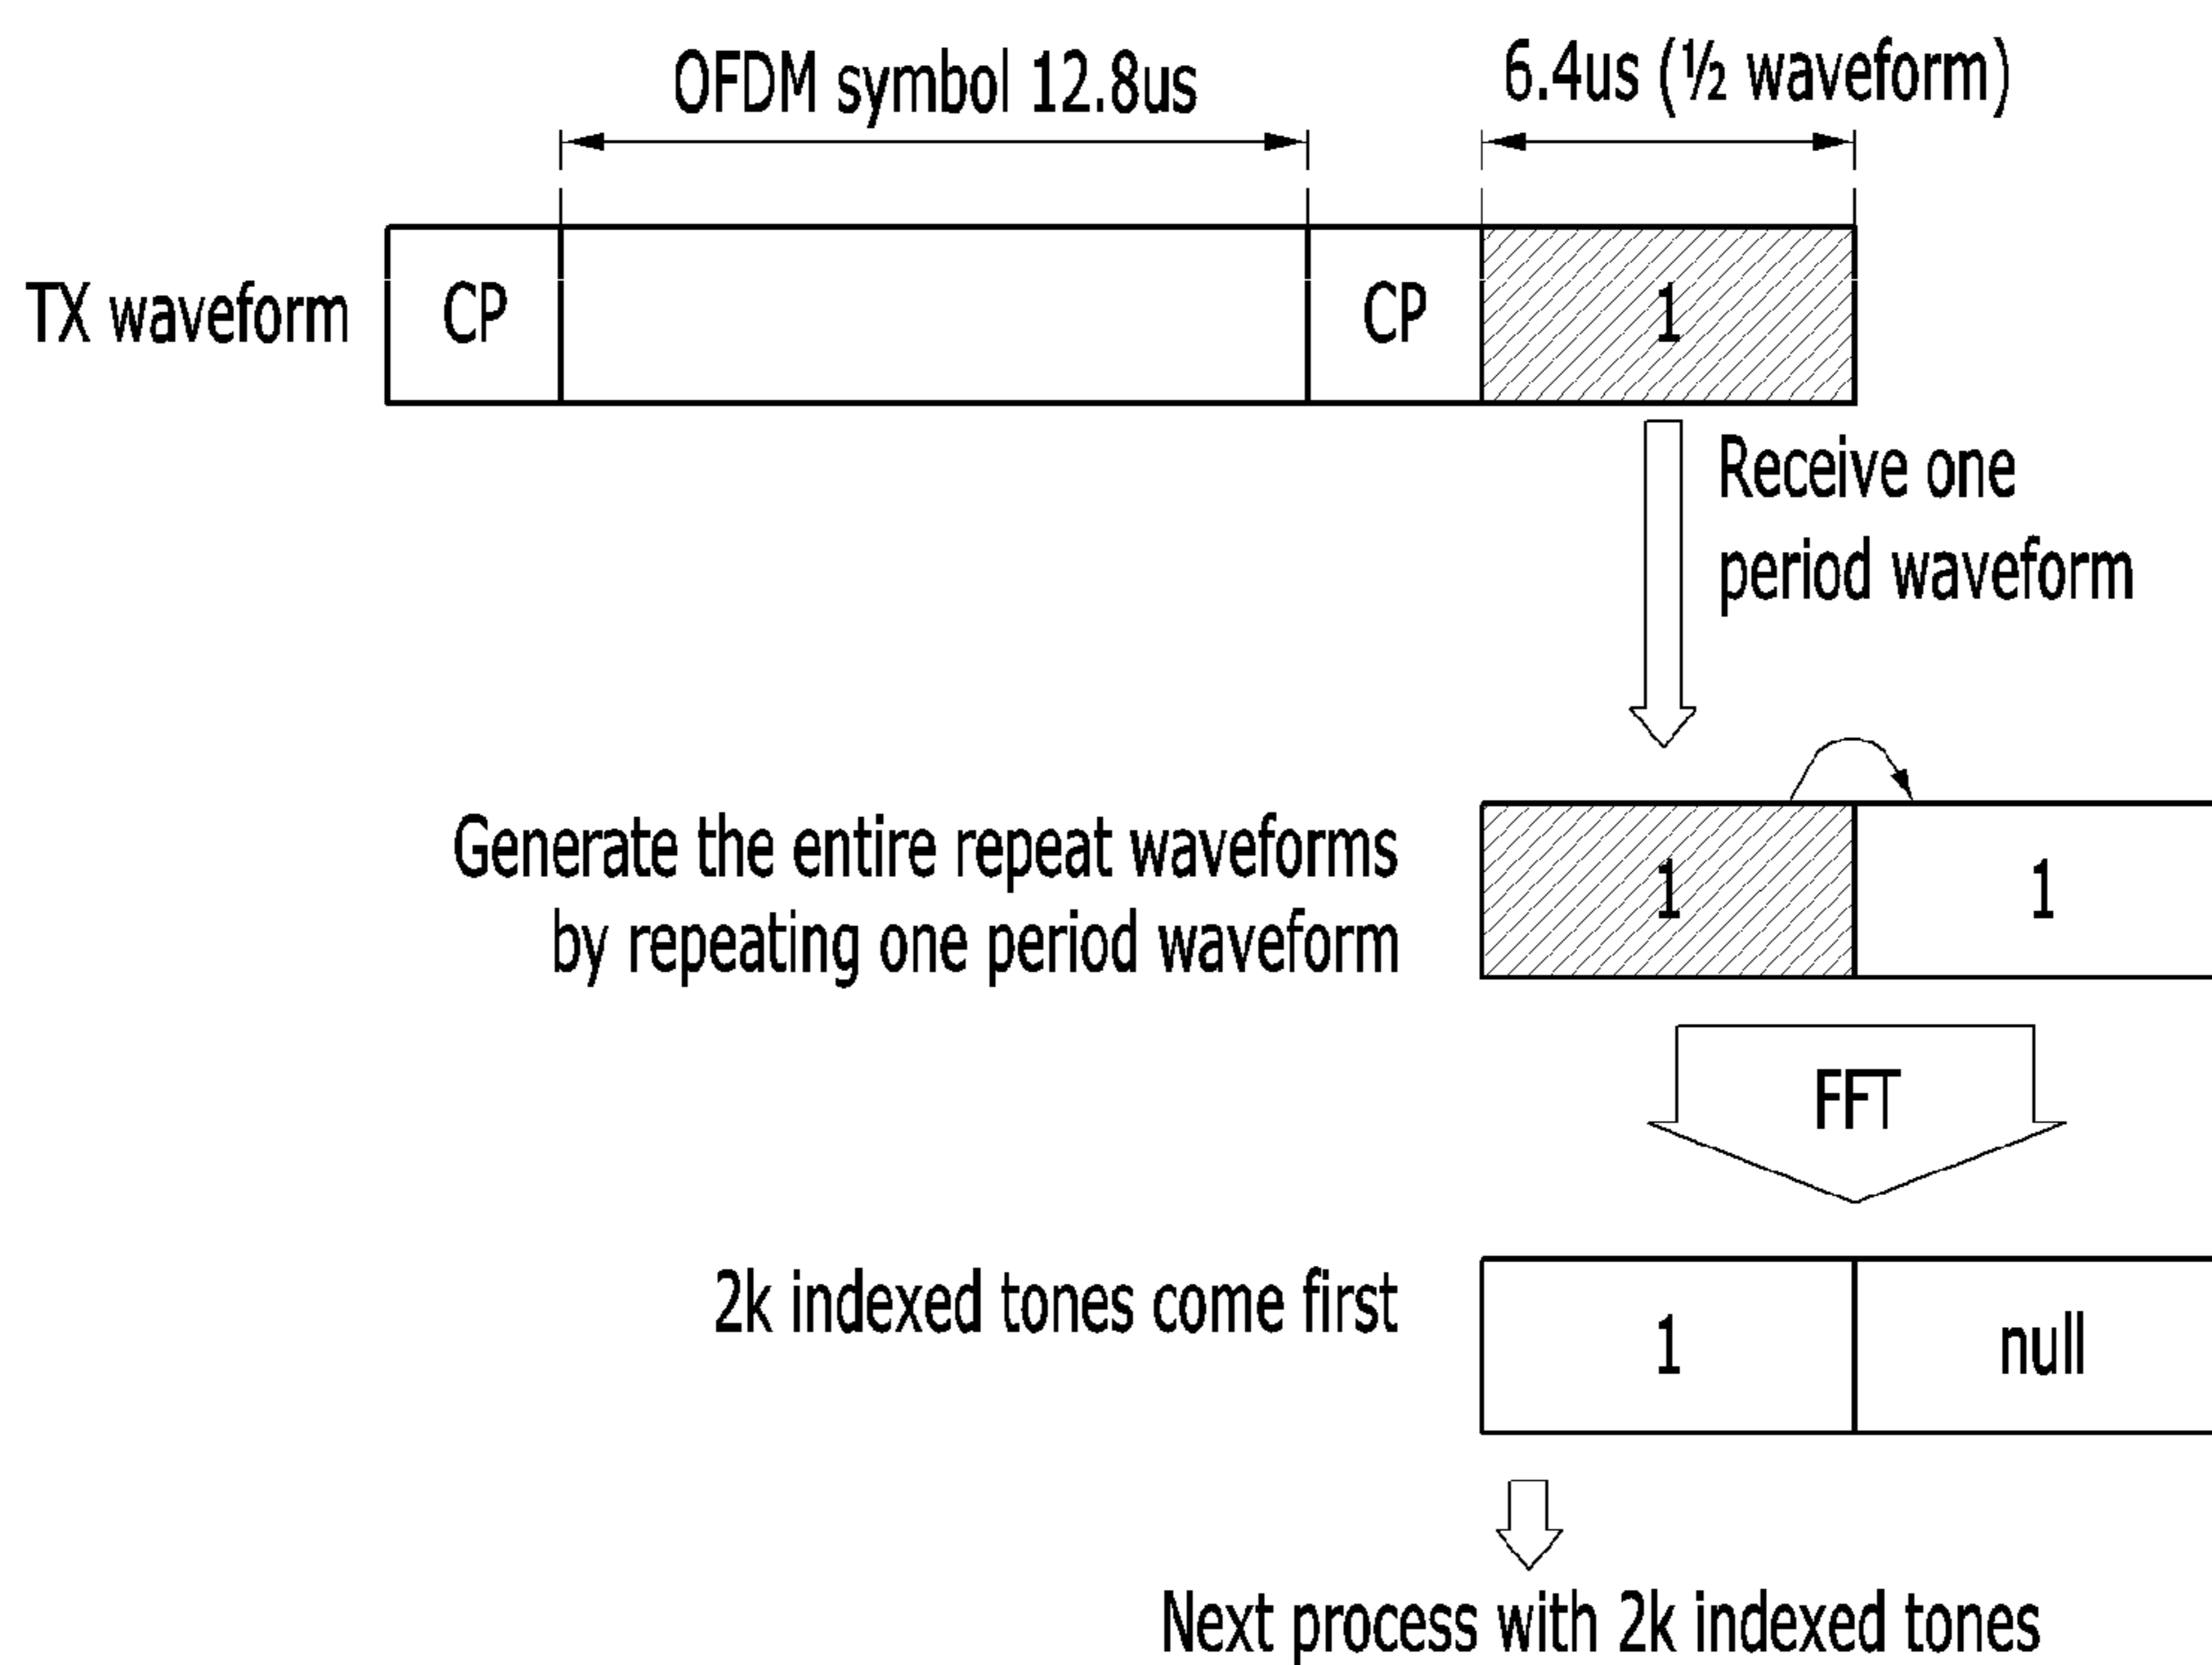 OFDM symbol 12.8us
6.4us (½ waveform)
TX waveform
CP
CP
1
Receive one
period waveform
Generate the entire repeat waveforms
by repeating one period waveform
1
1
FFT
2k indexed tones come first
1
null
Next process with 2k indexed tones